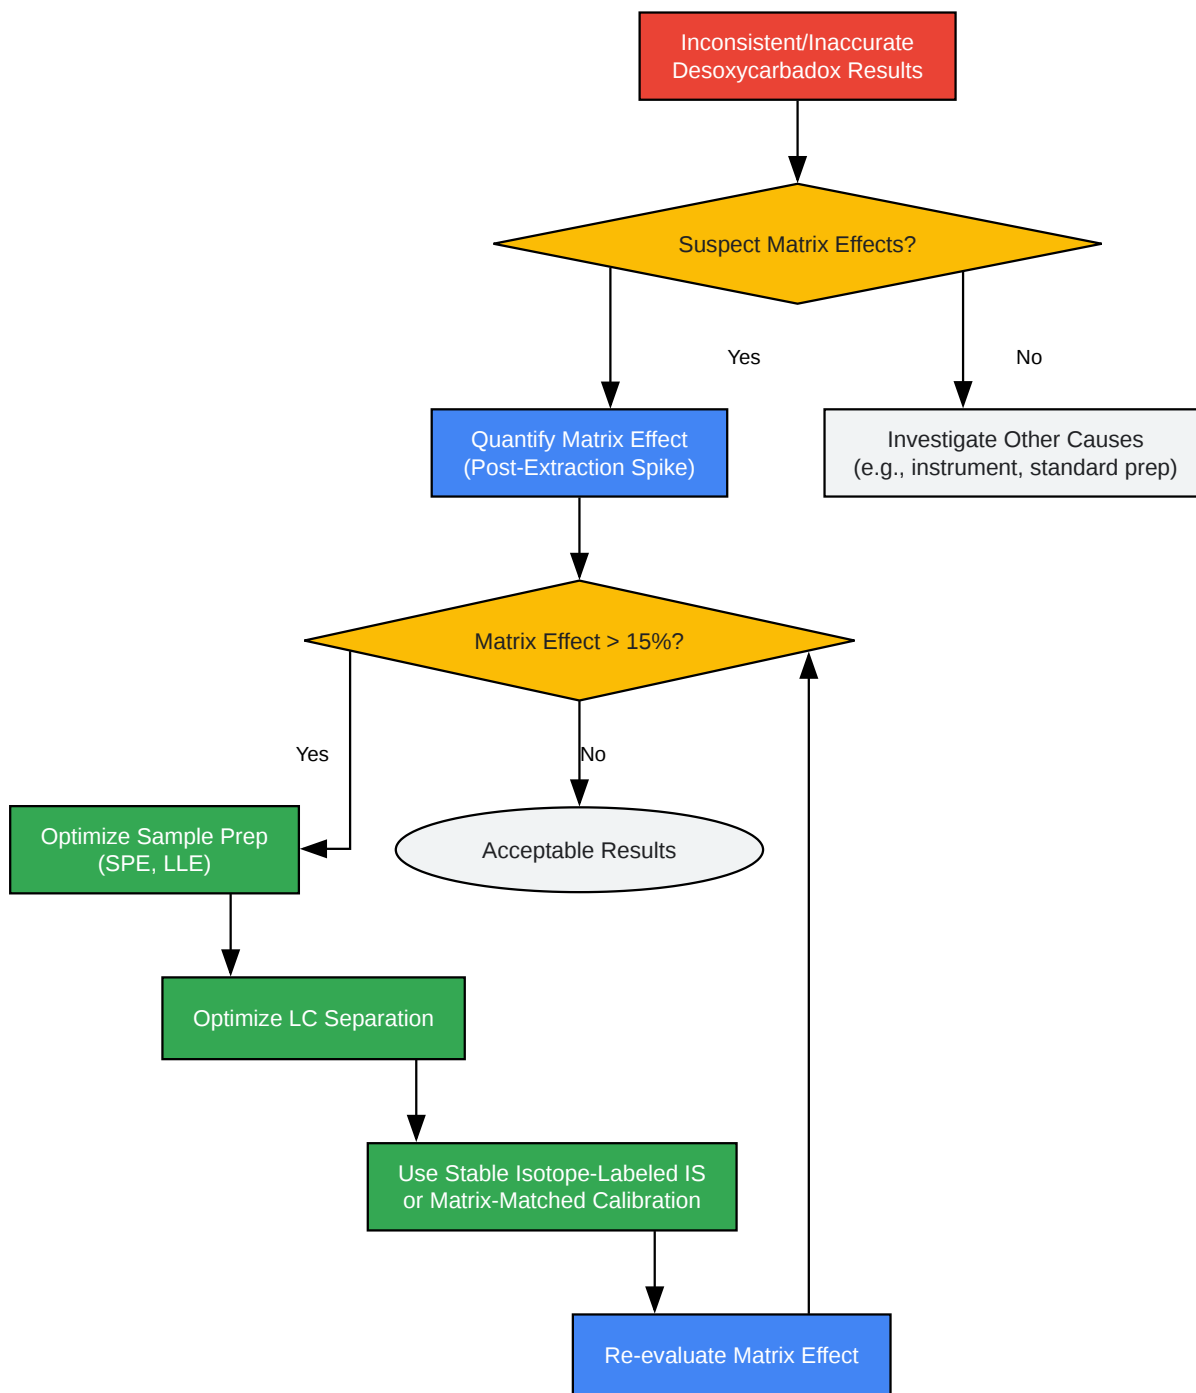 Inconsistent/Inaccurate
Desoxycarbadox Results
Suspect Matrix Effects?
Yes
No
Quantify Matrix Effect
(Post-Extraction Spike)
Investigate Other Causes
(e.g., instrument, standard prep)
Matrix Effect > 15%?
Yes
No
Optimize Sample Prep
(SPE, LLE)
Acceptable Results
Optimize LC Separation
Use Stable Isotope-Labeled IS
or Matrix-Matched Calibration
Re-evaluate Matrix Effect